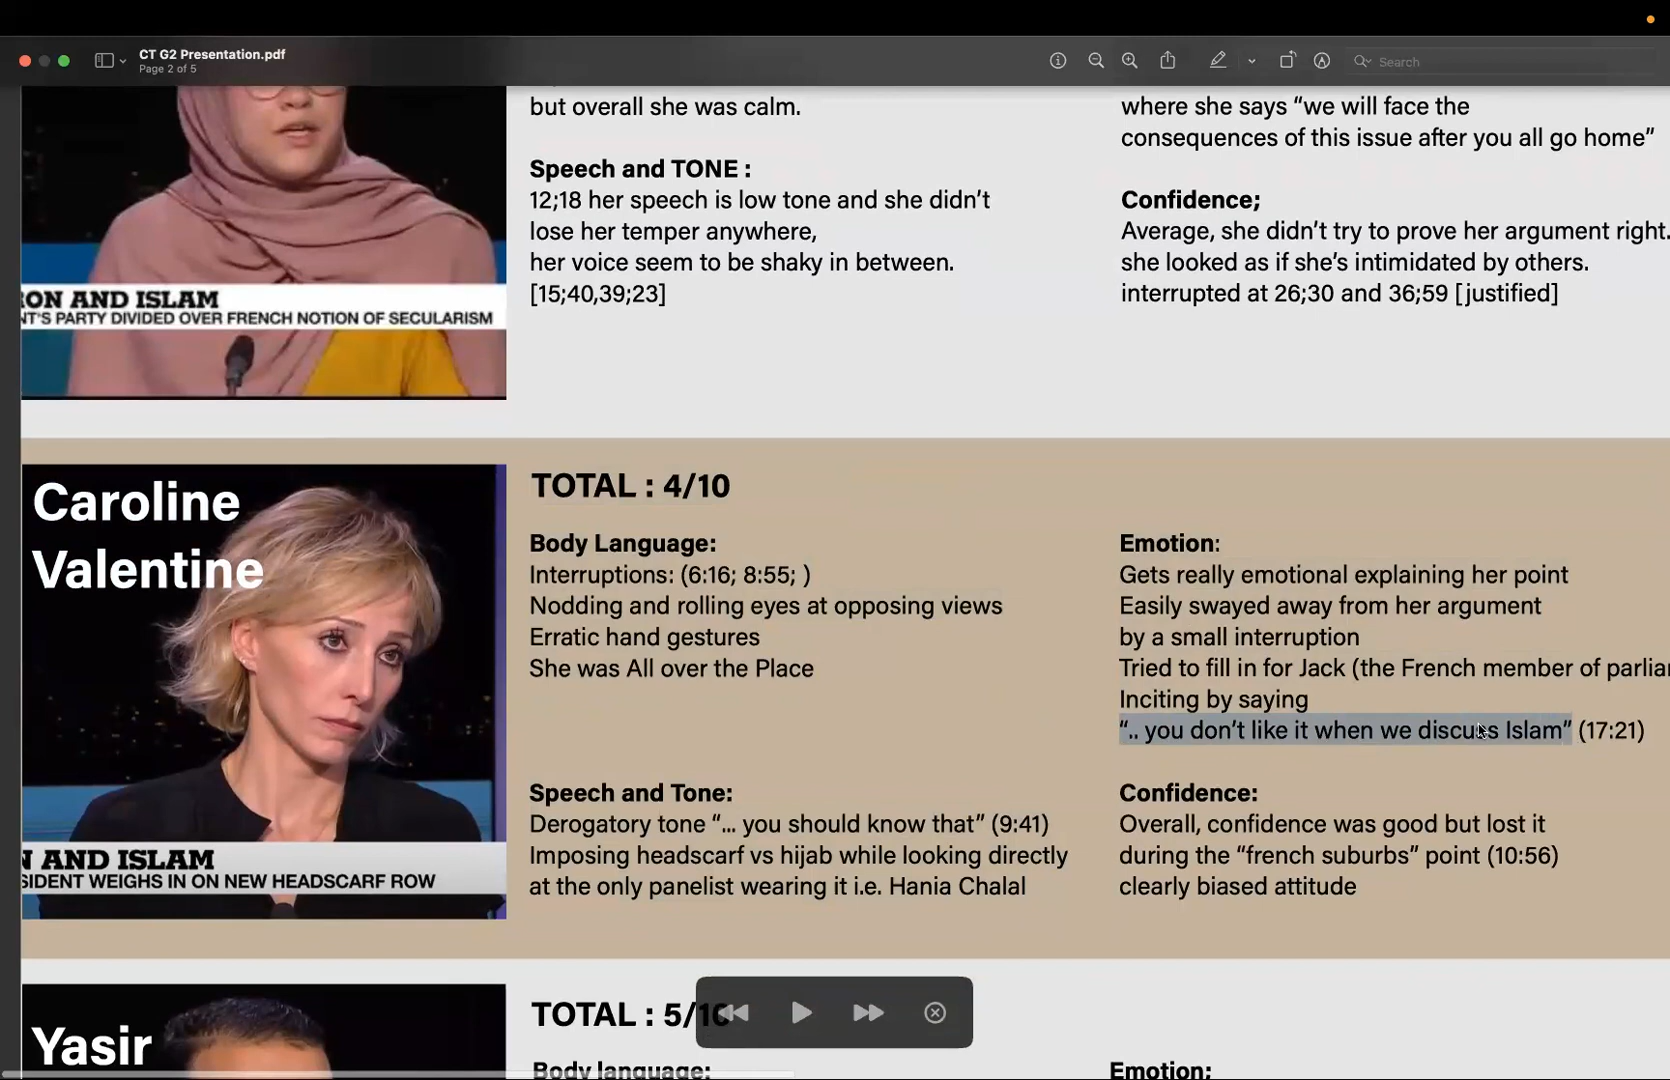 CT G2 Presentation.pdf
Page 2 of 5
Search
but overall she was calm.
Speech and TONE :
12;18 her speech is low tone and she didn't
lose her temper anywhere,
her voice seem to be shaky in between.
[15;40,39;23]
where she says “we will face the
consequences of this issue after you all go home”
Confidence;
Average, she didn't try to prove her argument right.
she looked as if she's intimidated by others.
interrupted at 26;30 and 36;59 [justified]
RON AND ISLAM
NT'S PARTY DIVIDED OVER FRENCH NOTION OF SECULARISM
Caroline
Valentine
N AND ISLAM
SIDENT WEIGHS IN ON NEW HEADSCARF ROW
TOTAL : 4/10
Body Language:
Interruptions: (6:16; 8:55; )
Nodding and rolling eyes at opposing views
Erratic hand gestures
She was All over the Place
Speech and Tone:
Derogatory tone “... you should know that” (9:41)
Imposing headscarf vs hijab while looking directly
at the only panelist wearing it i.e. Hania Chalal
Emotion:
Gets really emotional explaining her point
Easily swayed away from her argument
by a small interruption
Tried to fill in for Jack (the French member of parlia
Inciting by saying
“.. you don't like it when we discuss Islam” (17:21)
Confidence:
Overall, confidence was good but lost it
during the “french suburbs” point (10:56)
clearly biased attitude
Yasir
TOTAL : 5/10
Body language:
Emotion: